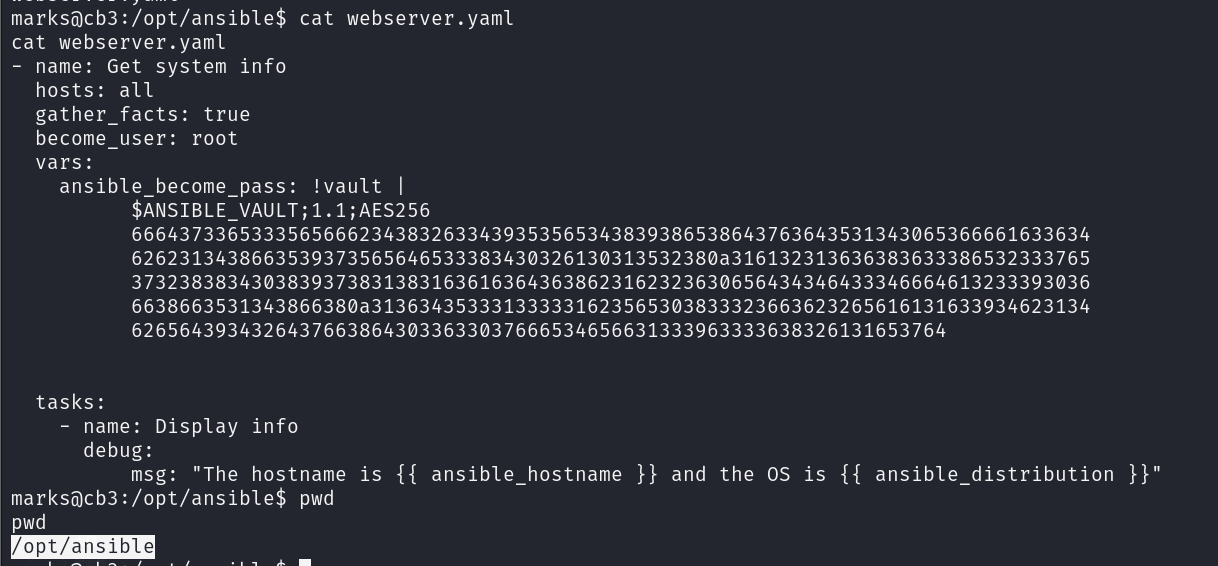 marks@cb3:/opt/ansible$ cat webserver.yaml
cat webserver.yaml
- name: Get system info
  hosts: all
  gather_facts: true
  become_user: root
  vars:
    ansible_become_pass: !vault |
          $ANSIBLE_VAULT;1.1;AES256
          66643733653335656662343832633439353565343839386538643763643531343065366661633634
          6262313438663539373565646533383430326130313532380a316132313636383633386532333765
          37323838343038393738313831636163643638623162323630656434346433346664613233393036
          6638663531343866380a313634353331333331623565303833323663623265616131633934623134
          62656439343264376638643033633037666534656631333963333638326131653764
  tasks:
    - name: Display info
      debug:
          msg: "The hostname is {{ ansible_hostname }} and the OS is {{ ansible_distribution }}"
marks@cb3:/opt/ansible$ pwd
pwd
/opt/ansible